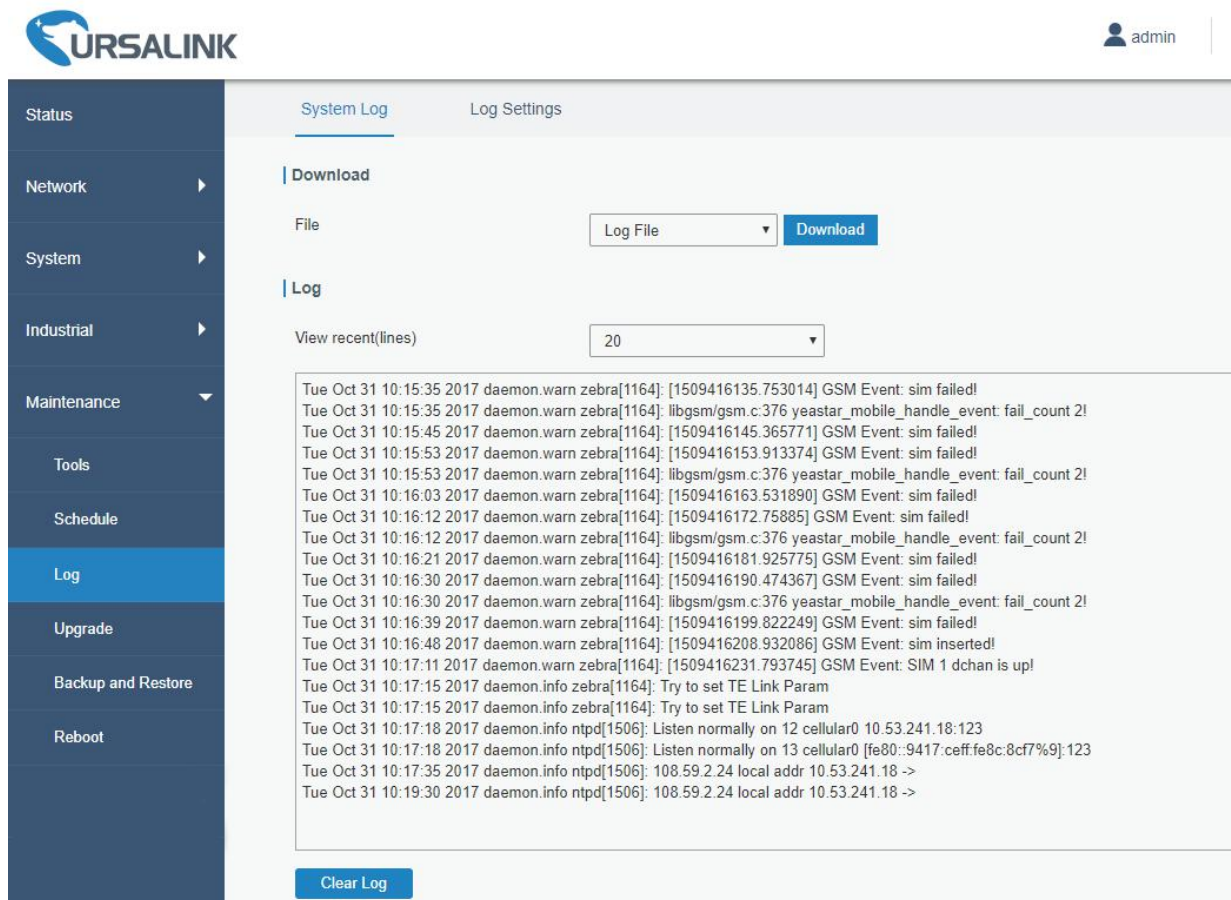 URSALINK
admin
Status
Network
System
Industrial
Maintenance
Tools
Schedule
Log
Upgrade
Backup and Restore
Reboot
System Log Log Settings
Download
File Log File Download
Log
View recent(lines) 20
Tue Oct 31 10:15:35 2017 daemon.warn zebra[1164]: [1509416135.753014] GSM Event: sim failed!
Tue Oct 31 10:15:35 2017 daemon.warn zebra[1164]: libgsm/gsm.c:376 yeastar_mobile_handle_event: fail_count 2!
Tue Oct 31 10:15:45 2017 daemon.warn zebra[1164]: [1509416145.365771] GSM Event: sim failed!
Tue Oct 31 10:15:53 2017 daemon.warn zebra[1164]: [1509416153.913374] GSM Event: sim failed!
Tue Oct 31 10:15:53 2017 daemon.warn zebra[1164]: libgsm/gsm.c:376 yeastar_mobile_handle_event: fail_count 2!
Tue Oct 31 10:16:03 2017 daemon.warn zebra[1164]: [1509416163.531890] GSM Event: sim failed!
Tue Oct 31 10:16:12 2017 daemon.warn zebra[1164]: [1509416172.75885] GSM Event: sim failed!
Tue Oct 31 10:16:12 2017 daemon.warn zebra[1164]: libgsm/gsm.c:376 yeastar_mobile_handle_event: fail_count 2!
Tue Oct 31 10:16:21 2017 daemon.warn zebra[1164]: [1509416181.925775] GSM Event: sim failed!
Tue Oct 31 10:16:30 2017 daemon.warn zebra[1164]: [1509416190.474367] GSM Event: sim failed!
Tue Oct 31 10:16:30 2017 daemon.warn zebra[1164]: libgsm/gsm.c:376 yeastar_mobile_handle_event: fail_count 2!
Tue Oct 31 10:16:39 2017 daemon.warn zebra[1164]: [1509416199.822249] GSM Event: sim failed!
Tue Oct 31 10:16:48 2017 daemon.warn zebra[1164]: [1509416208.932086] GSM Event: sim inserted!
Tue Oct 31 10:17:11 2017 daemon.warn zebra[1164]: [1509416231.793745] GSM Event: SIM 1 dchan is up!
Tue Oct 31 10:17:15 2017 daemon.info zebra[1164]: Try to set TE Link Param
Tue Oct 31 10:17:15 2017 daemon.info zebra[1164]: Try to set TE Link Param
Tue Oct 31 10:17:18 2017 daemon.info ntpd[1506]: Listen normally on 12 cellular0 10.53.241.18:123
Tue Oct 31 10:17:18 2017 daemon.info ntpd[1506]: Listen normally on 13 cellular0 [fe80::9417:ceff:fe8c:8cf7%9]:123
Tue Oct 31 10:17:35 2017 daemon.info ntpd[1506]: 108.59.2.24 local addr 10.53.241.18 ->
Tue Oct 31 10:19:30 2017 daemon.info ntpd[1506]: 108.59.2.24 local addr 10.53.241.18 ->
Clear Log